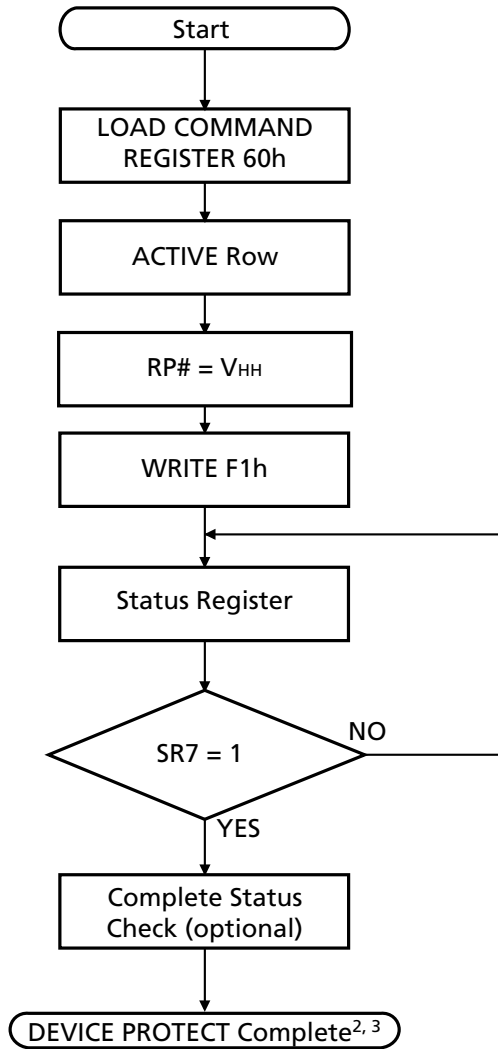 Start
LOAD COMMAND
REGISTER 60h
ACTIVE Row
RP# = VHH
WRITE F1h
Status Register
SR7 = 1
NO
YES
Complete Status
Check (optional)
DEVICE PROTECT Complete2, 3